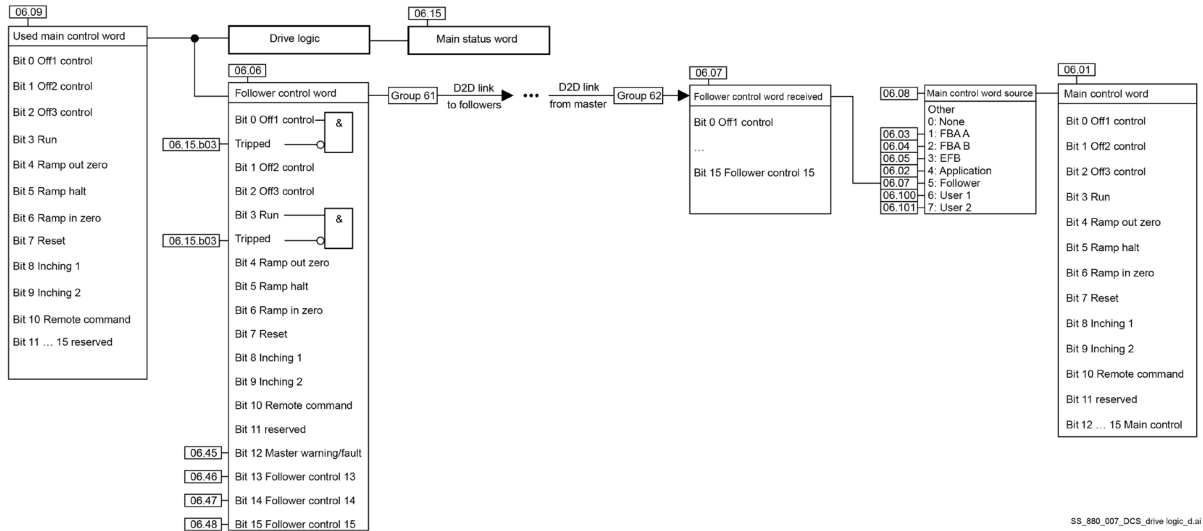 06.09
Used main control word
Bit 0 Off1 control
Bit 1 Off2 control
Bit 2 Off3 control
Bit 3 Run
Bit 4 Ramp out zero
Bit 5 Ramp halt
Bit 6 Ramp in zero
Bit 7 Reset
Bit 8 Inching 1
Bit 9 Inching 2
Bit 10 Remote command
Bit 11 … 15 reserved
Drive logic
06.15
Main status word
06.06
Follower control word
Bit 0 Off1 control
&
06.15.b03
Tripped
Bit 1 Off2 control
Bit 2 Off3 control
Bit 3 Run
&
06.15.b03
Tripped
Bit 4 Ramp out zero
Bit 5 Ramp halt
Bit 6 Ramp in zero
Bit 7 Reset
Bit 8 Inching 1
Bit 9 Inching 2
Bit 10 Remote command
Bit 11 reserved
06.45
Bit 12 Master warning/fault
06.46
Bit 13 Follower control 13
06.47
Bit 14 Follower control 14
06.48
Bit 15 Follower control 15
Group 61
D2D link
to followers
•••
D2D link
from master
Group 62
06.07
Follower control word received
Bit 0 Off1 control
…
Bit 15 Follower control 15
06.08
Main control word source
Other
0: None
06.03
1: FBA A
06.04
2: FBA B
06.05
3: EFB
06.02
4: Application
06.07
5: Follower
06.100
6: User 1
06.101
7: User 2
06.01
Main control word
Bit 0 Off1 control
Bit 1 Off2 control
Bit 2 Off3 control
Bit 3 Run
Bit 4 Ramp out zero
Bit 5 Ramp halt
Bit 6 Ramp in zero
Bit 7 Reset
Bit 8 Inching 1
Bit 9 Inching 2
Bit 10 Remote command
Bit 11 reserved
Bit 12 … 15 Main control
SS_880_007_DCS_drive logic_d.ai